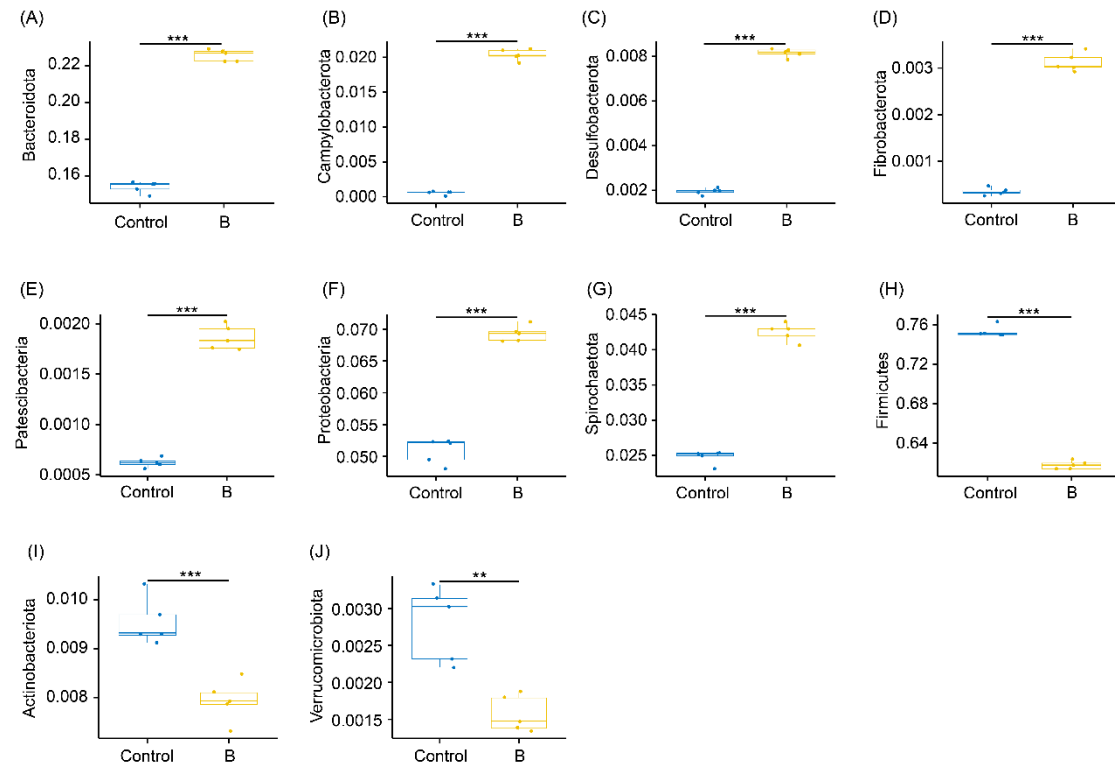 (A)
***
Bacteroidota
0.22
0.20
0.18
0.16
Control
B
(B)
***
Campylobacterota
0.020
0.015
0.010
0.005
0.000
Control
B
(C)
***
Desulfobacterota
0.008
0.006
0.004
0.002
Control
B
(D)
***
Fibrobacterota
0.003
0.002
0.001
Control
B
(E)
***
Patescibacteria
0.0020
0.0015
0.0010
0.0005
Control
B
(F)
***
Proteobacteria
0.070
0.065
0.060
0.055
0.050
Control
B
(G)
***
Spirochaetota
0.045
0.040
0.035
0.030
0.025
Control
B
(H)
***
Firmicutes
0.76
0.72
0.68
0.64
Control
B
(I)
***
Actinobacteriota
0.010
0.009
0.008
Control
B
(J)
**
Verrucomicrobiota
0.0030
0.0025
0.0020
0.0015
Control
B